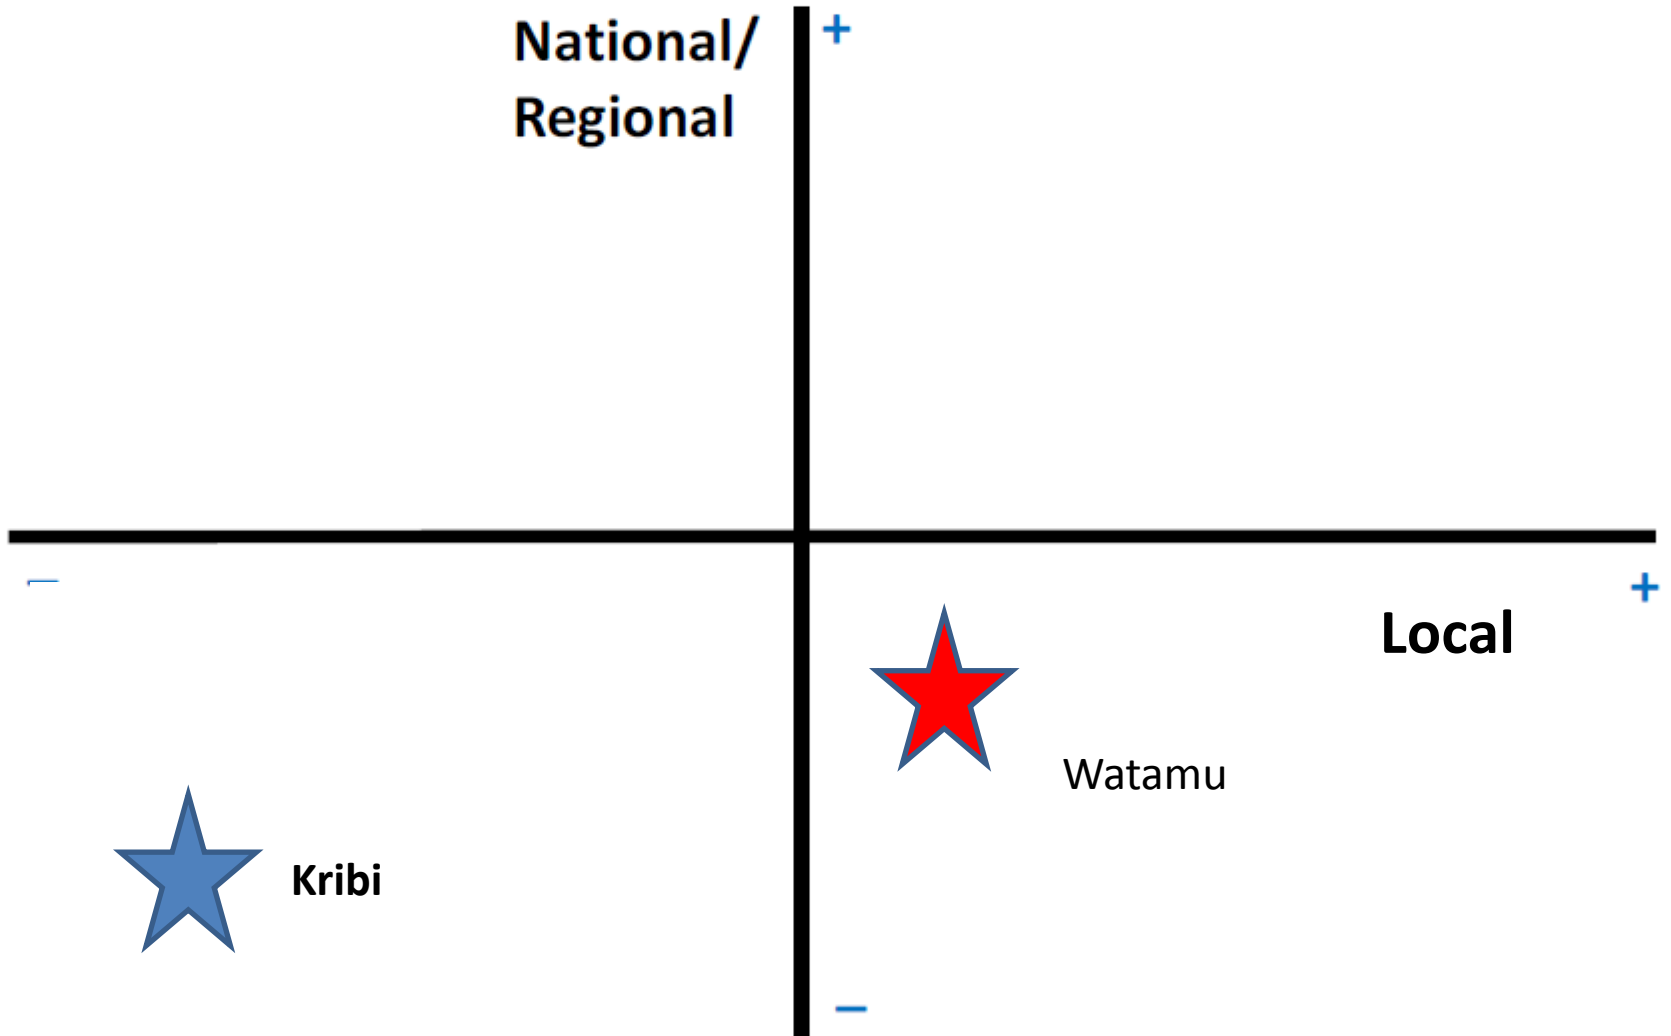 National/
Regional
+
–
+
Local
Watamu
Kribi
–